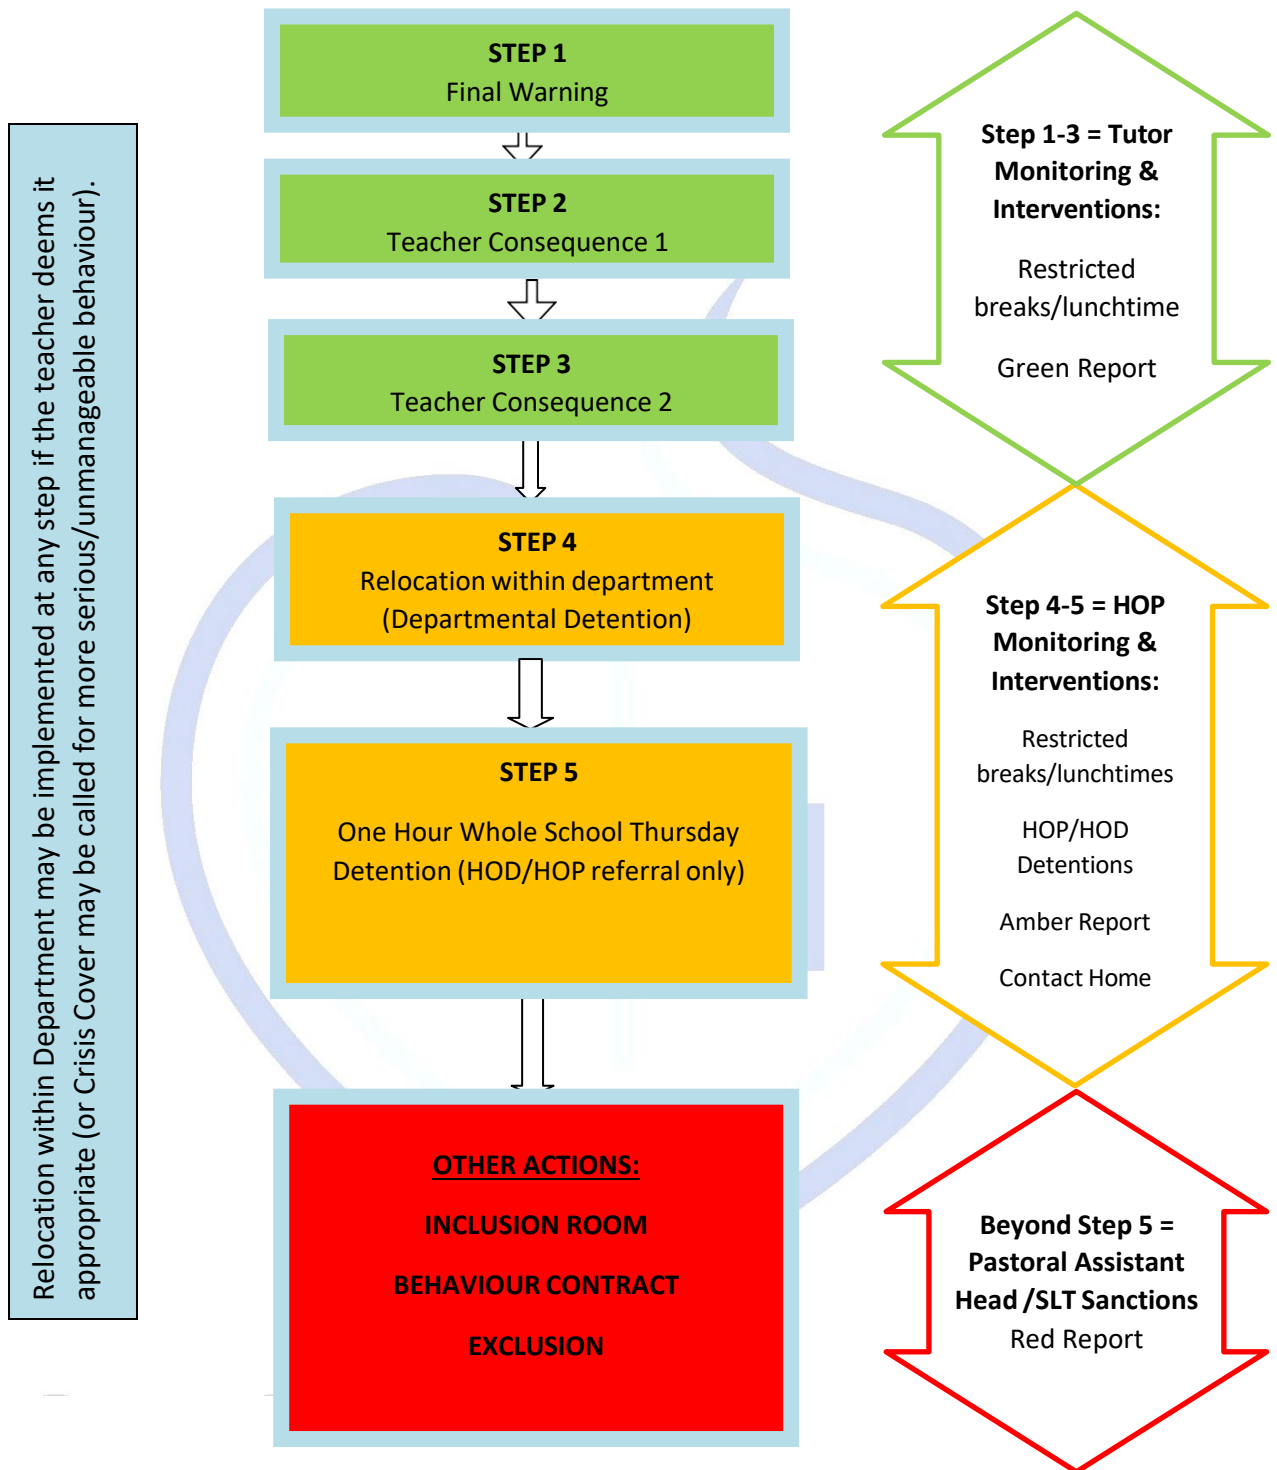 Relocation within Department may be implemented at any step if the teacher deems it
appropriate (or Crisis Cover may be called for more serious/unmanageable behaviour).
STEP 1
Final Warning
STEP 2
Teacher Consequence 1
STEP 3
Teacher Consequence 2
STEP 4
Relocation within department
(Departmental Detention)
STEP 5
One Hour Whole School Thursday
Detention (HOD/HOP referral only)
OTHER ACTIONS:
INCLUSION ROOM
BEHAVIOUR CONTRACT
EXCLUSION
Step 1-3 = Tutor
Monitoring &
Interventions:
Restricted
breaks/lunchtime
Green Report
Step 4-5 = HOP
Monitoring &
Interventions:
Restricted
breaks/lunchtimes
HOP/HOD
Detentions
Amber Report
Contact Home
Beyond Step 5 =
Pastoral Assistant
Head /SLT Sanctions
Red Report